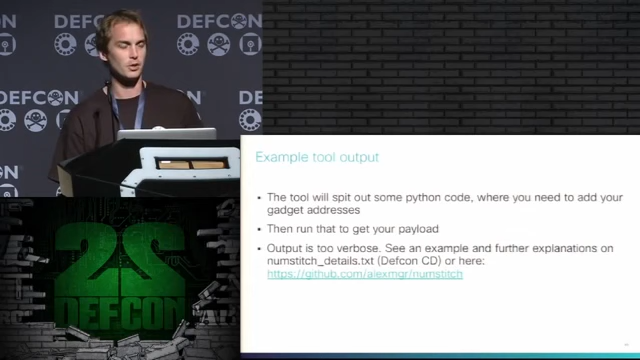 DEFCON
DEFCON
DEFCON
DEFCON
Example tool output
• The tool will spit out some python code, where you need to add your
gadget addresses
• Then run that to get your payload
• Output is too verbose. See an example and further explanations on
numstitch_details.txt (Defcon CD) or here:
https://github.com/alexmgr/numstitch
22
DEFCON